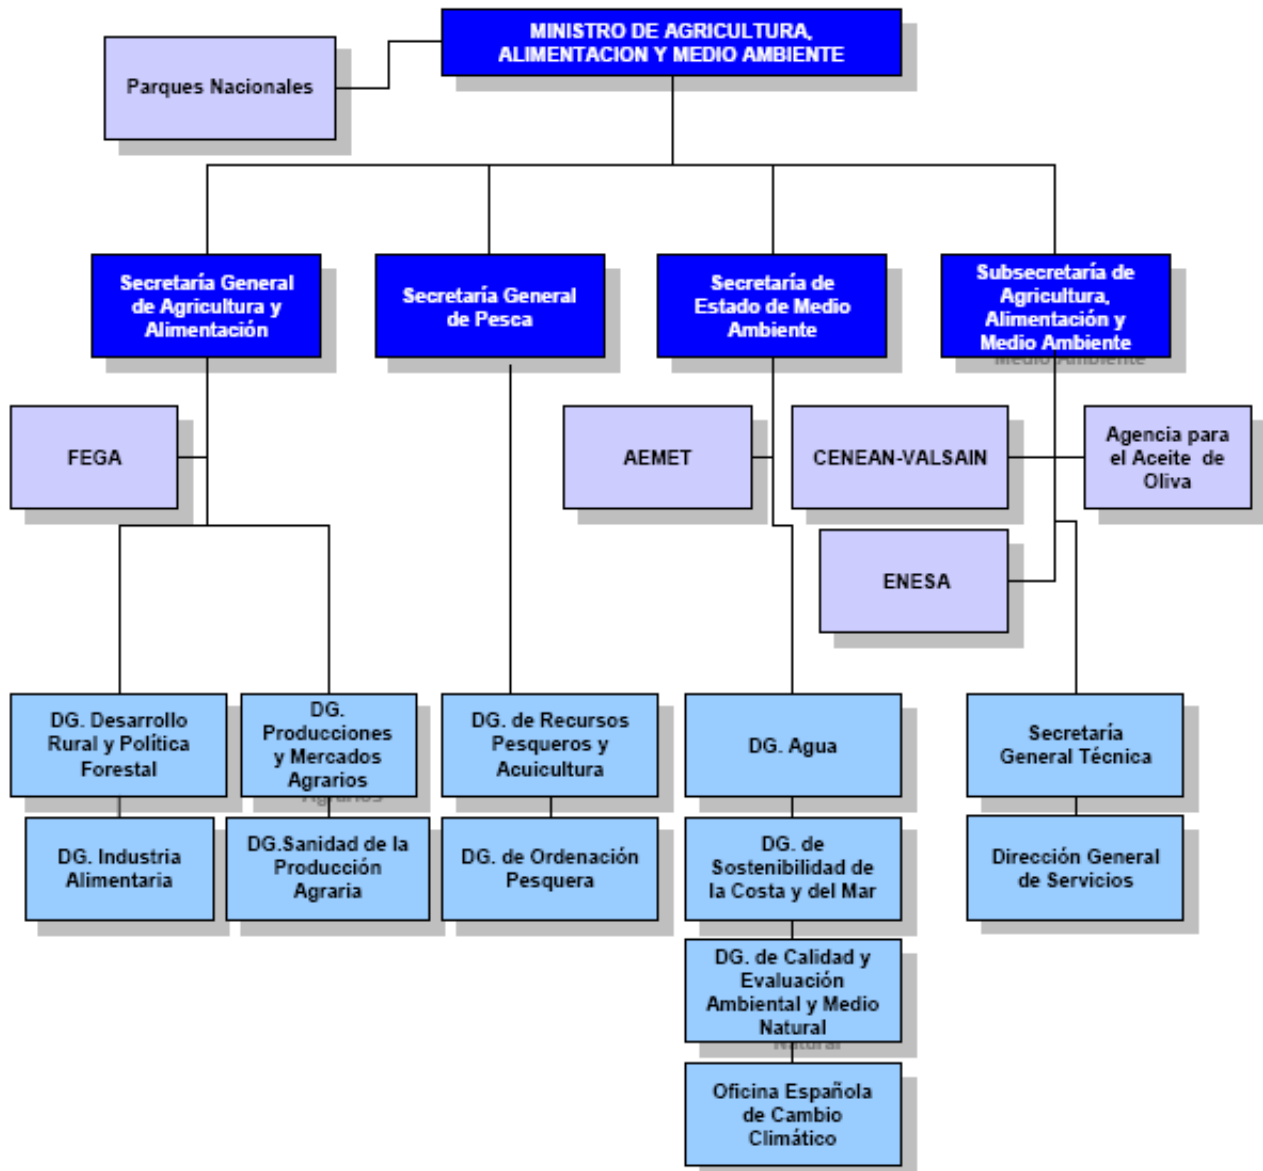 MINISTRO DE AGRICULTURA,
ALIMENTACION Y MEDIO AMBIENTE
Parques Nacionales
Secretaría General
de Agricultura y
Alimentación
Secretaría General
de Pesca
Secretaría de
Estado de Medio
Ambiente
Subsecretaría de
Agricultura,
Alimentación y
Medio Ambiente
FEGA
AEMET
CENEAN-VALSAIN
Agencia para
el Aceite de
Oliva
ENESA
DG. Desarrollo
Rural y Política
Forestal
DG.
Producciones
y Mercados
Agrarios
DG. de Recursos
Pesqueros y
Acuicultura
DG. Agua
Secretaría
General Técnica
DG. Industria
Alimentaria
DG.Sanidad de la
Producción
Agraria
DG. de Ordenación
Pesquera
DG. de
Sostenibilidad de
la Costa y del Mar
Dirección General
de Servicios
DG. de Calidad y
Evaluación
Ambiental y Medio
Natural
Oficina Española
de Cambio
Climático